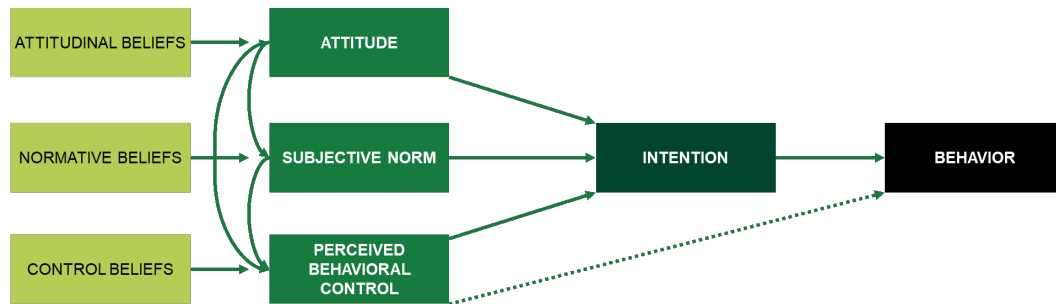 ATTITUDINAL BELIEFS
ATTITUDE
NORMATIVE BELIEFS
SUBJECTIVE NORM
INTENTION
BEHAVIOR
CONTROL BELIEFS
PERCEIVED
BEHAVIORAL
CONTROL